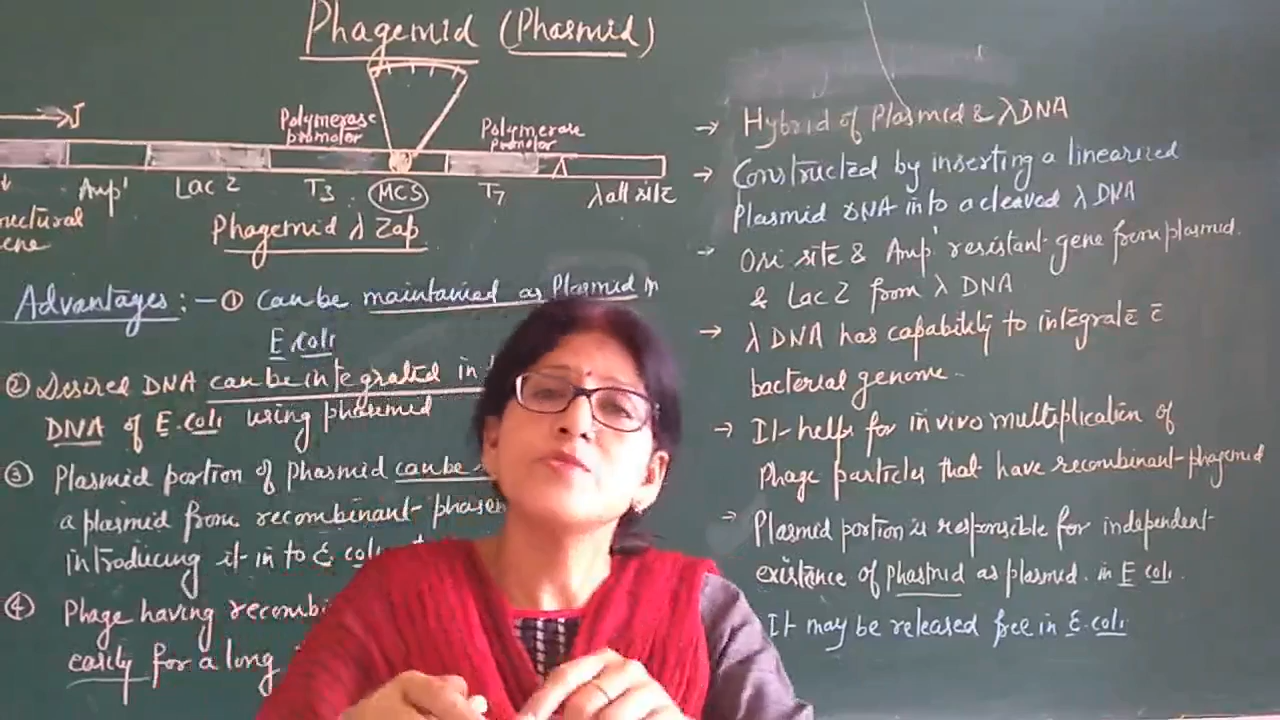 Phagemid (Phasmid)
J
Polymerase
promoter
Polymerase
promotor
Ampʳ
Lac Z
T3
MCS
T7
λ att site
uctural
ene
Phagemid λ Zap
Advantages: — ① Can be maintained as Plasmid in
E coli
② Desired DNA can be integrated in
DNA of E. coli using phasmid
③ Plasmid portion of phasmid can be
a plasmid from recombinant phase
introducing it in to E coli
④ Phage having recombi
easily for a long
→ Hybrid of Plasmid & λ DNA
→ Constructed by inserting a linearized
Plasmid DNA into a cleaved λ DNA
→ Ori site & Ampʳ resistant gene from plasmid.
& Lac Z from λ DNA
→ λ DNA has capability to integrate c̄
bacterial genome.
→ It helps for in vivo multiplication of
Phage particles that have recombinant phagemid
→ Plasmid portion is responsible for independent
existance of phasmid as plasmid. in E coli.
It may be released free in E. coli